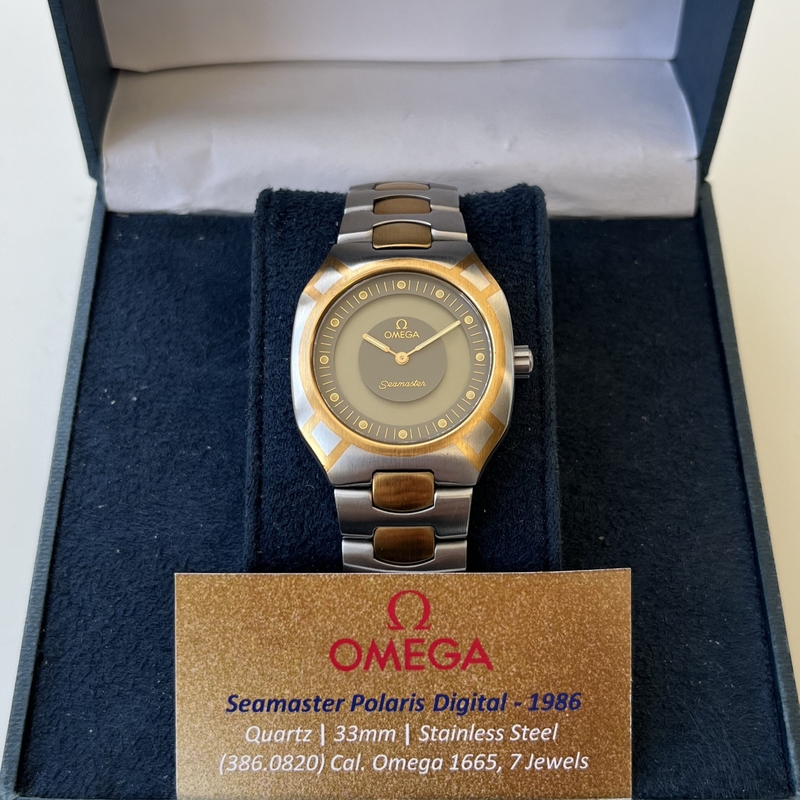 Ω
OMEGA
Seamaster
Ω
OMEGA
Seamaster Polaris Digital - 1986
Quartz | 33mm | Stainless Steel
(386.0820) Cal. Omega 1665, 7 Jewels